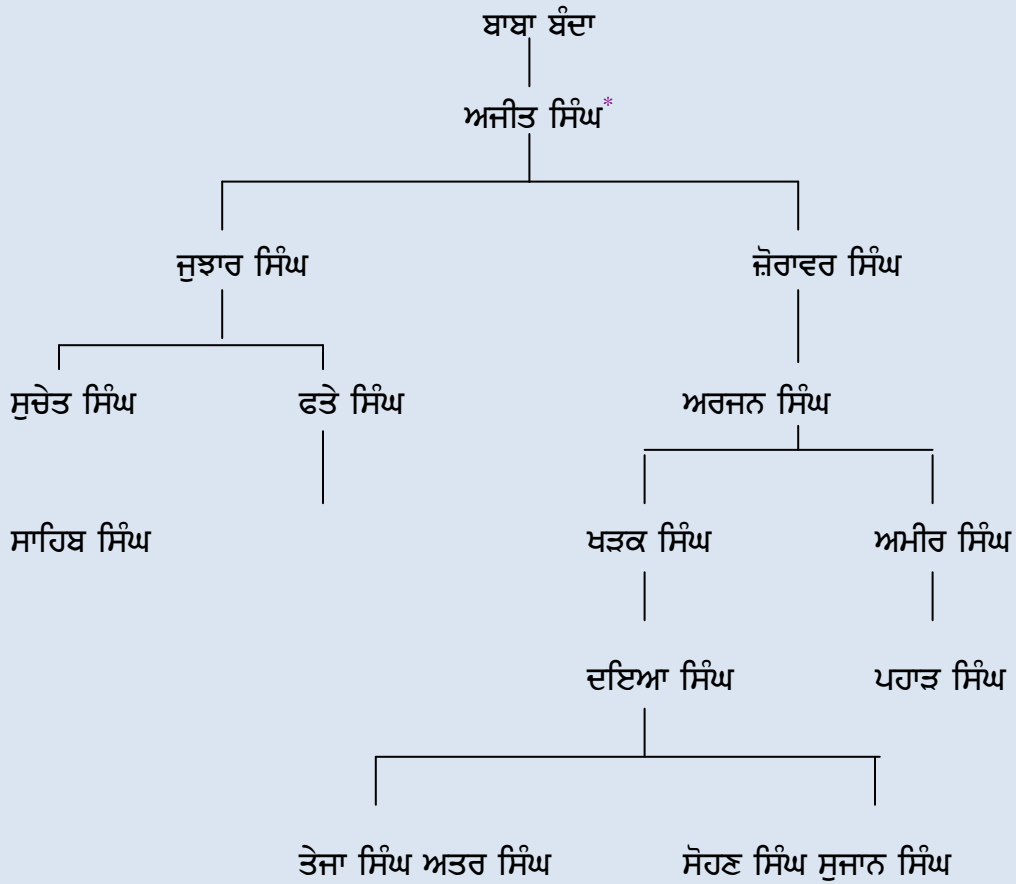 ਬਾਬਾ ਬੰਦਾ
ਅਜੀਤ ਸਿੰਘ*
ਜੁਝਾਰ ਸਿੰਘ ਜ਼ੋਰਾਵਰ ਸਿੰਘ
ਸੁਚੇਤ ਸਿੰਘ ਫਤੇ ਸਿੰਘ ਅਰਜਨ ਸਿੰਘ
ਸਾਹਿਬ ਸਿੰਘ ਖੜਕ ਸਿੰਘ ਅਮੀਰ ਸਿੰਘ
ਦਇਆ ਸਿੰਘ ਪਹਾੜ ਸਿੰਘ
ਤੇਜਾ ਸਿੰਘ ਅਤਰ ਸਿੰਘ ਸੋਹਣ ਸਿੰਘ ਸੁਜਾਨ ਸਿੰਘ